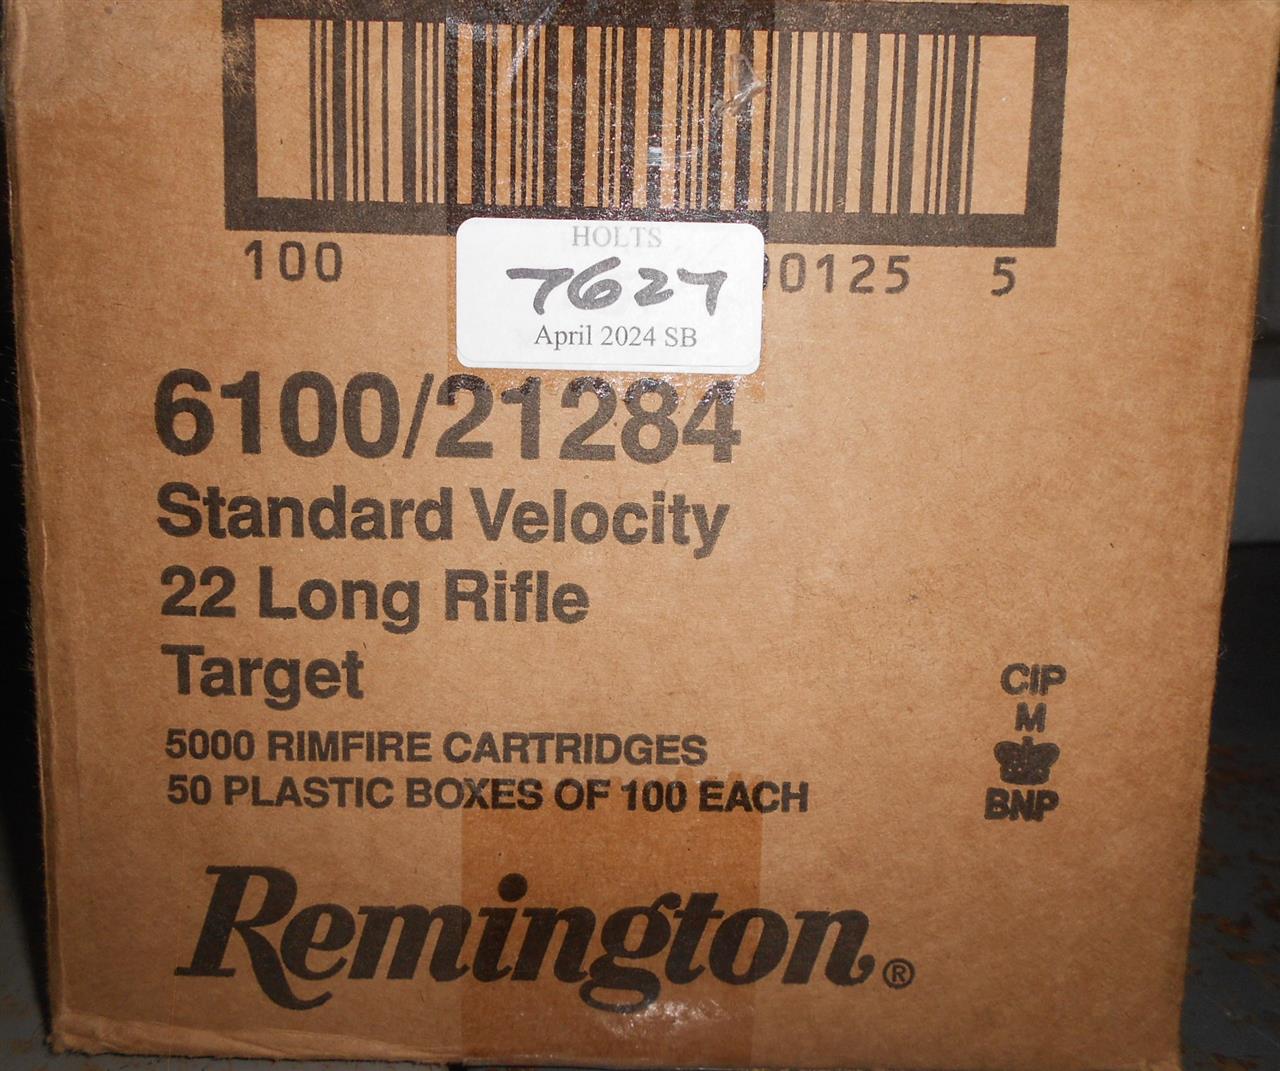 HOLTS
7627
April 2024 SB
100 0125 5
6100/21284
Standard Velocity
22 Long Rifle
Target
5000 RIMFIRE CARTRIDGES
50 PLASTIC BOXES OF 100 EACH
CIP
M
BNP
Remington®